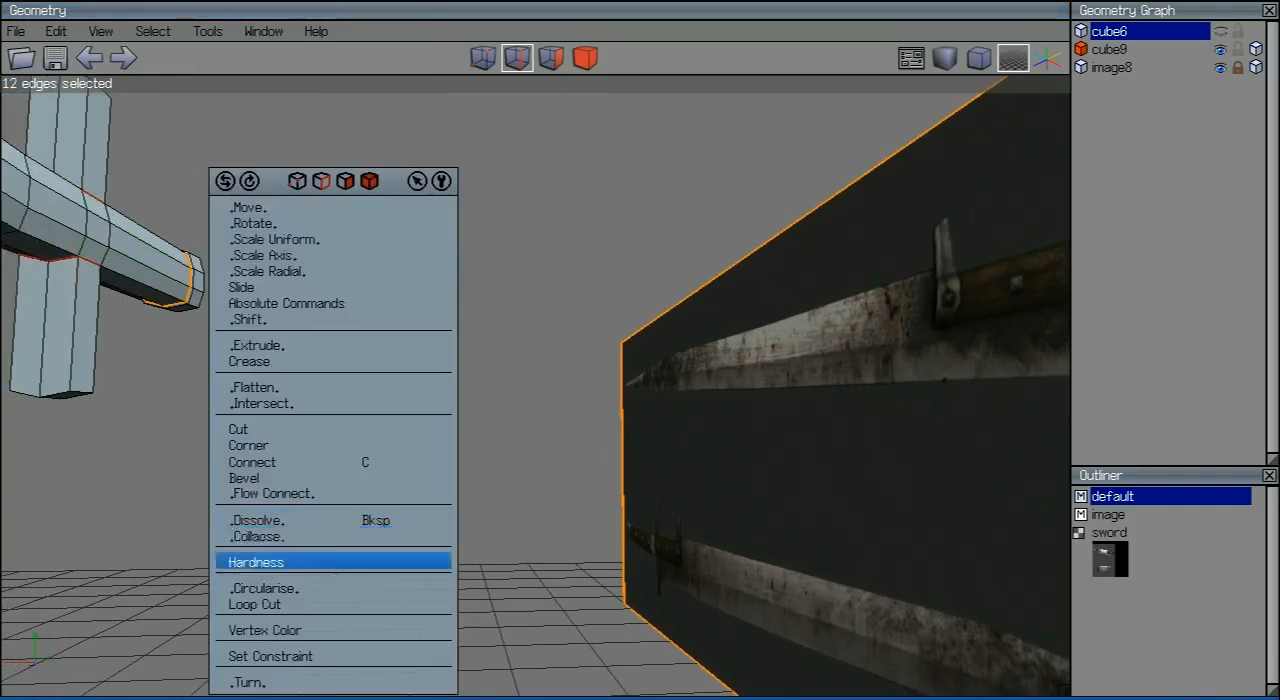 Geometry
File Edit View Select Tools Window Help
12 edges selected
.Move.
.Rotate.
.Scale Uniform.
.Scale Axis.
.Scale Radial.
Slide
Absolute Commands
.Shift.
.Extrude.
Crease
.Flatten.
.Intersect.
Cut
Corner
Connect C
Bevel
.Flow Connect.
.Dissolve. Bksp
.Collapse.
Hardness
.Circularise.
Loop Cut
Vertex Color
Set Constraint
.Turn.
Geometry Graph
cube6
cube9
image8
Outliner
M default
M image
sword